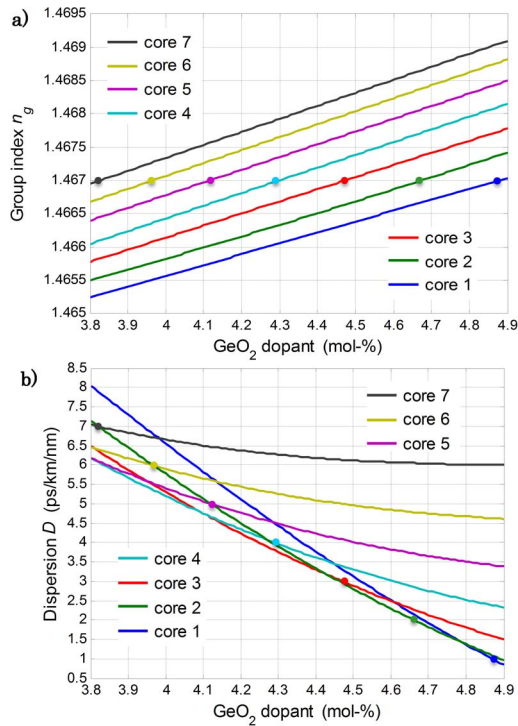 a)
1.469
1.4685
1.468
1.4675
1.467
1.4665
1.466
1.4655
1.465
Group index n_g
core 7
core 6
core 5
core 4
core 3
core 2
core 1
3.8 3.9 4 4.1 4.2 4.3 4.4 4.5 4.6 4.7 4.8 4.9
GeO₂ dopant (mol-%)
b)
8.5
8
7.5
7
6.5
6
5.5
5
4.5
4
3.5
3
2.5
2
1.5
1
0.5
Dispersion D (ps/km/nm)
core 7
core 6
core 5
core 4
core 3
core 2
core 1
3.8 3.9 4 4.1 4.2 4.3 4.4 4.5 4.6 4.7 4.8 4.9
GeO₂ dopant (mol-%)